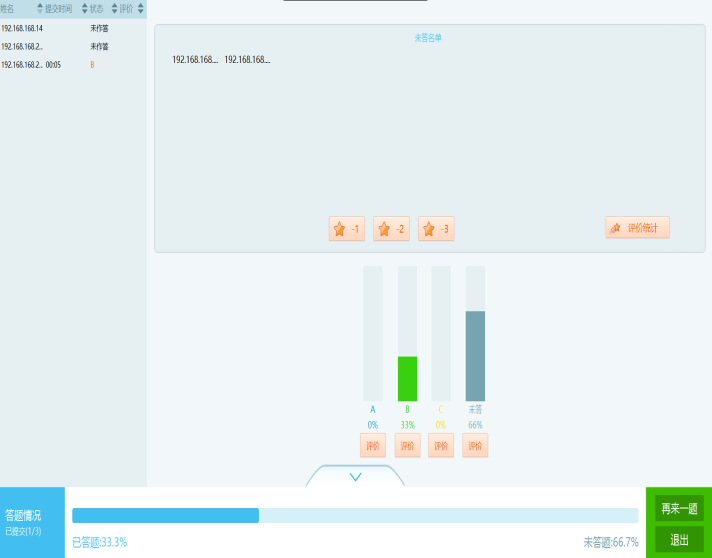 姓名 提交时间 状态 评价
192.168.168.14 未作答
192.168.168.2... 未作答
192.168.168.2... 00:05 B
未答名单
192.168.168.... 192.168.168....
-1 -2 -3 评价统计
A B C 未答
0% 33% 0% 66%
评价 评价 评价 评价
答题情况
已提交(1/3)
已答题:33.3% 未答题:66.7%
再来一题
退出